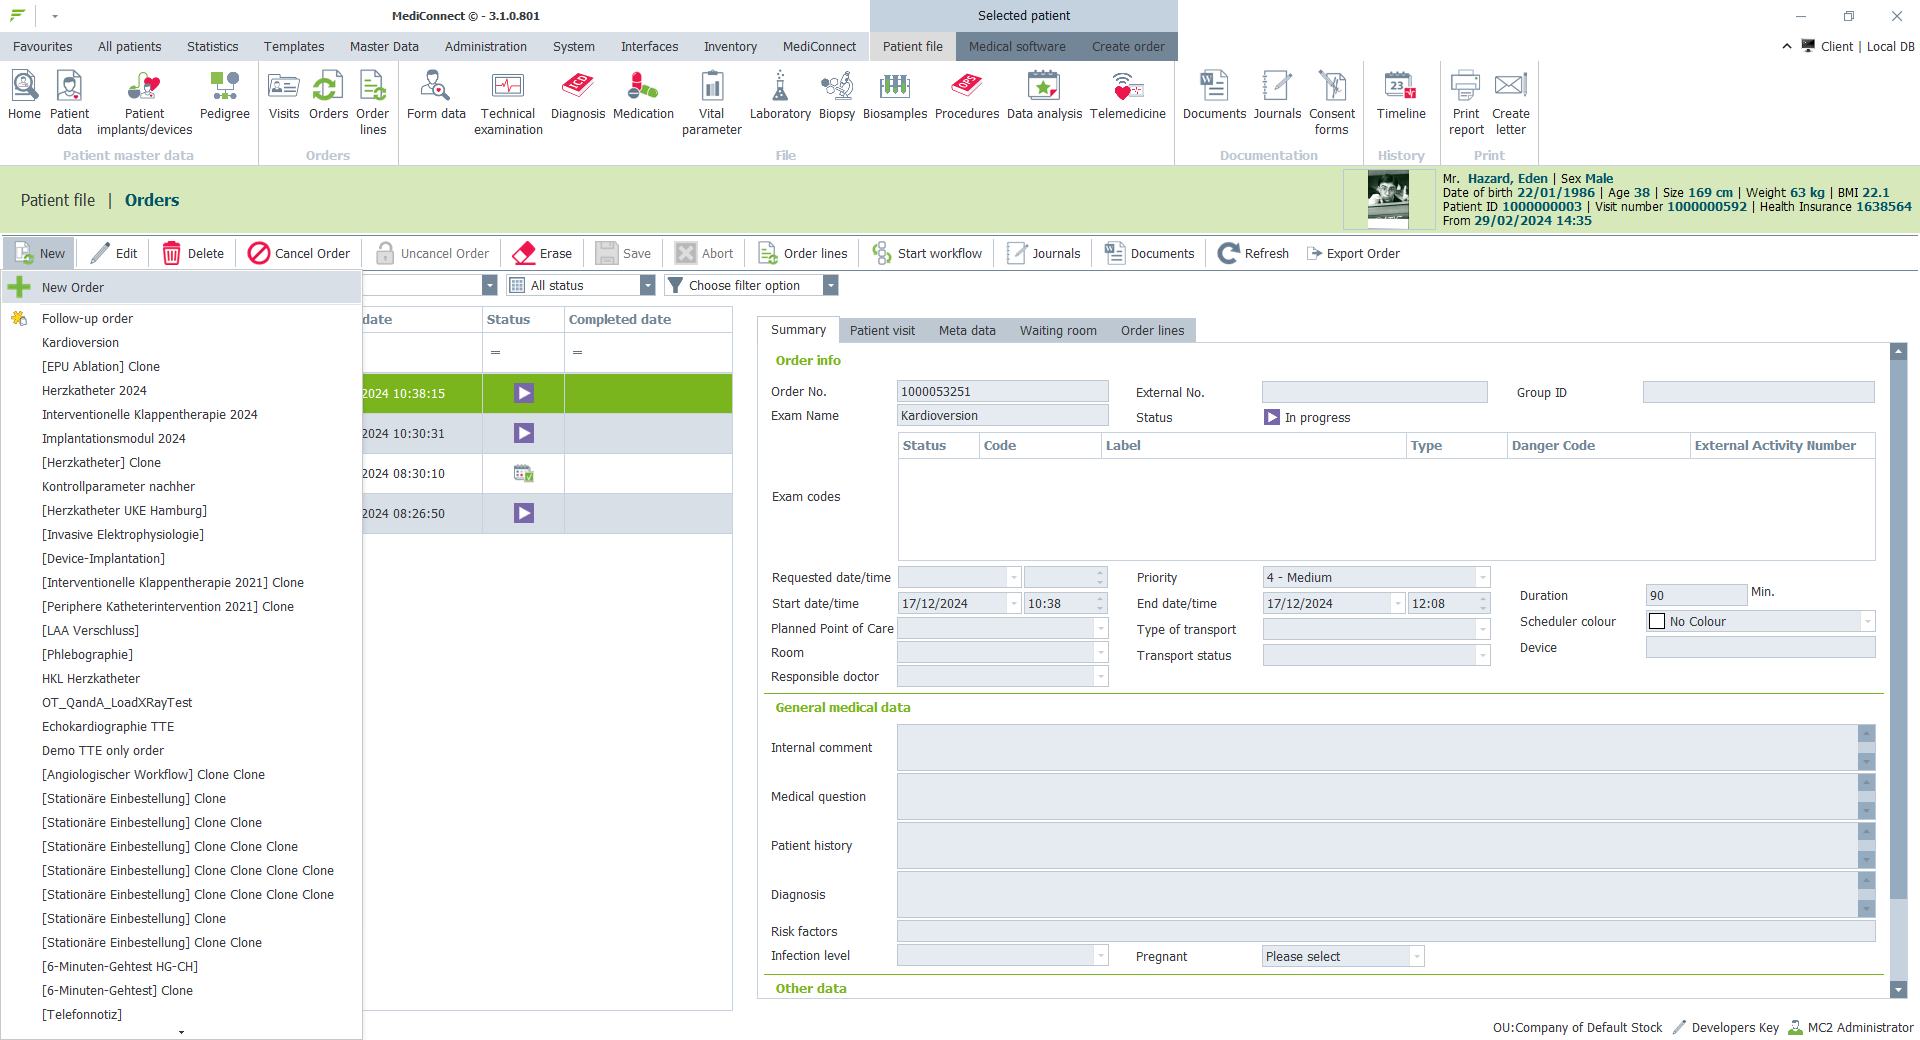 MediConnect © - 3.1.0.801
Selected patient
Favourites All patients Statistics Templates Master Data Administration System Interfaces Inventory MediConnect Patient file Medical software Create order Client | Local DB
Home Patient data Patient implants/devices Pedigree Visits Orders Order lines Form data Technical examination Diagnosis Medication Vital parameter Laboratory Biopsy Biosamples Procedures Data analysis Telemedicine Documents Journals Consent forms Timeline Print report Create letter
Patient master data Orders File Documentation History Print
Patient file | Orders
Mr. Hazard, Eden | Sex Male
Date of birth 22/01/1986 | Age 38 | Size 169 cm | Weight 63 kg | BMI 22.1
Patient ID 1000000003 | Visit number 1000000592 | Health Insurance 1638564
From 29/02/2024 14:35
New Edit Delete Cancel Order Uncancel Order Erase Save Abort Order lines Start workflow Journals Documents Refresh Export Order
New Order
Follow-up order
Kardioversion
[EPU Ablation] Clone
Herzkatheter 2024
Interventionelle Klappentherapie 2024
Implantationsmodul 2024
[Herzkatheter] Clone
Kontrollparameter nachher
[Herzkatheter UKE Hamburg]
[Invasive Elektrophysiologie]
[Device-Implantation]
[Interventionelle Klappentherapie 2021] Clone
[Periphere Katheterintervention 2021] Clone
[LAA Verschluss]
[Phlebographie]
HKL Herzkatheter
OT_QandA_LoadXRayTest
Echokardiographie TTE
Demo TTE only order
[Angiologischer Workflow] Clone Clone
[Stationäre Einbestellung] Clone
[Stationäre Einbestellung] Clone Clone
[Stationäre Einbestellung] Clone Clone Clone
[Stationäre Einbestellung] Clone Clone Clone Clone
[Stationäre Einbestellung] Clone Clone Clone Clone
[Stationäre Einbestellung] Clone
[Stationäre Einbestellung] Clone Clone
[6-Minuten-Gehtest HG-CH]
[6-Minuten-Gehtest] Clone
[Telefonnotiz]
All status Choose filter option
date Status Completed date
= =
2024 10:38:15
2024 10:30:31
2024 08:30:10
2024 08:26:50
Summary Patient visit Meta data Waiting room Order lines
Order info
Order No. 1000053251 External No. Group ID
Exam Name Kardioversion Status In progress
Status Code Label Type Danger Code External Activity Number
Exam codes
Requested date/time Priority 4 - Medium
Start date/time 17/12/2024 10:38 End date/time 17/12/2024 12:08 Duration 90 Min.
Planned Point of Care Type of transport Scheduler colour No Colour
Room Transport status Device
Responsible doctor
General medical data
Internal comment
Medical question
Patient history
Diagnosis
Risk factors
Infection level Pregnant Please select
Other data
OU:Company of Default Stock Developers Key MC2 Administrator